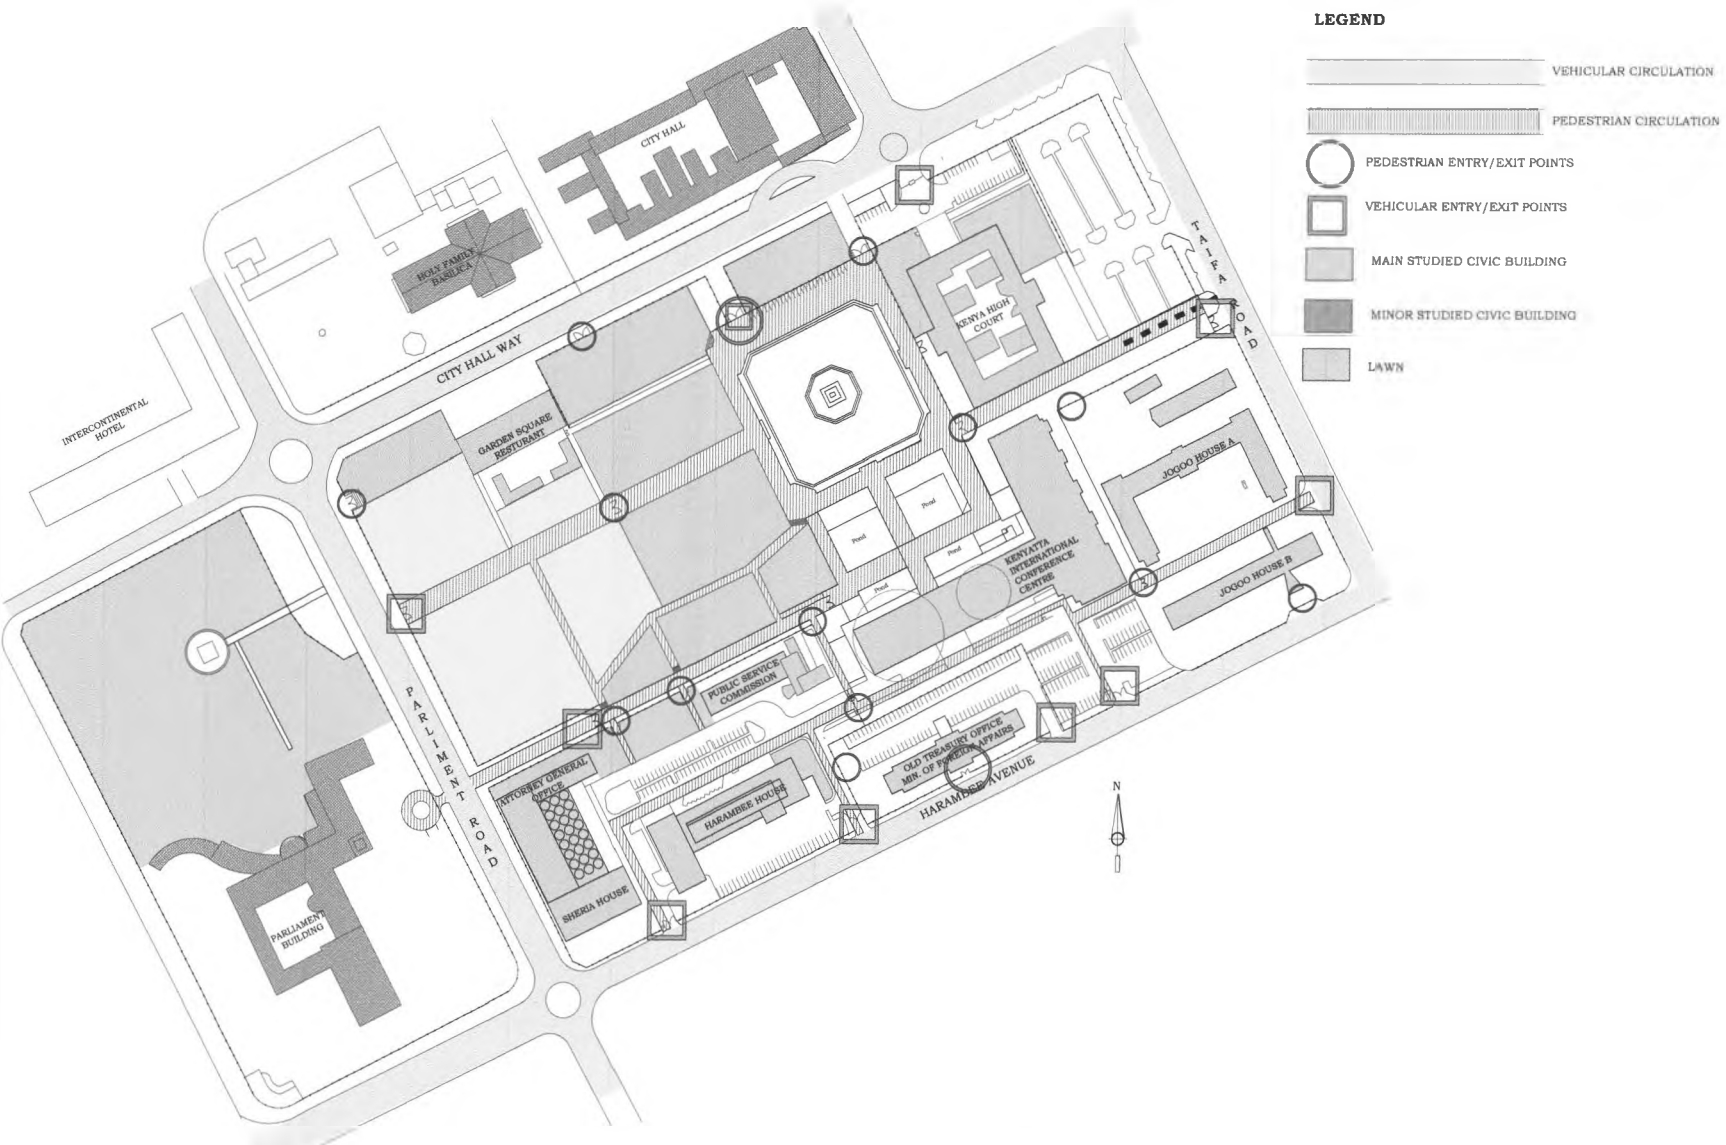 LEGEND
VEHICULAR CIRCULATION
PEDESTRIAN CIRCULATION
PEDESTRIAN ENTRY/EXIT POINTS
VEHICULAR ENTRY/EXIT POINTS
MAIN STUDIED CIVIC BUILDING
MINOR STUDIED CIVIC BUILDING
LAWN
CITY HALL
HOLY FAMILY
BASILICA
CITY HALL WAY
INTERCONTINENTAL
HOTEL
GARDEN SQUARE
RESTURANT
KENYA HIGH
COURT
TAIFA ROAD
JOGOO HOUSE A
Pond
Pond
Pond
Pond
KENYATTA
INTERNATIONAL
CONFERENCE
CENTRE
JOGOO HOUSE B
PUBLIC SERVICE
COMMISSION
PARLIMENT ROAD
OLD TREASURY OFFICE
MIN. OF FOREIGN AFFAIRS
HARAMBEE AVENUE
ATTORNEY GENERAL
OFFICE
HARAMBEE HOUSE
SHERIA HOUSE
PARLIAMENT
BUILDING
N